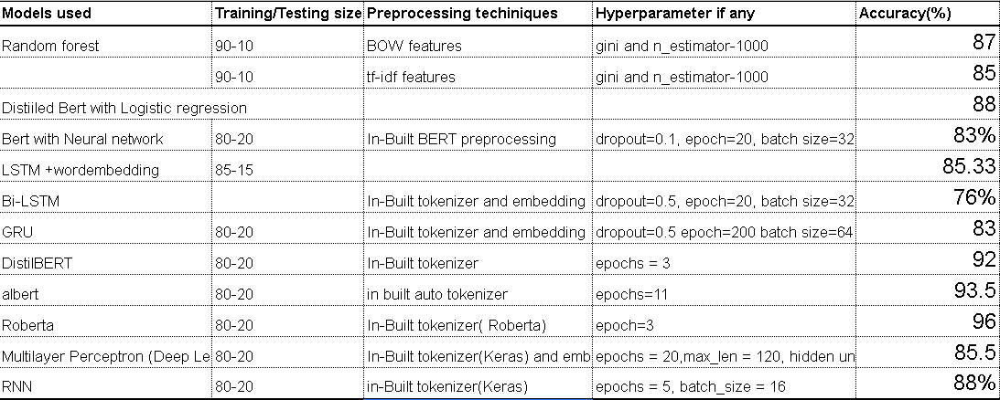 Models used Training/Testing size Preprocessing techiniques Hyperparameter if any Accuracy(%)
Random forest 90-10 BOW features gini and n_estimator-1000 87
90-10 tf-idf features gini and n_estimator-1000 85
Distiiled Bert with Logistic regression 88
Bert with Neural network 80-20 In-Built BERT preprocessing dropout=0.1, epoch=20, batch size=32 83%
LSTM +wordembedding 85-15 85.33
Bi-LSTM In-Built tokenizer and embedding dropout=0.5, epoch=20, batch size=32 76%
GRU 80-20 In-Built tokenizer and embedding dropout=0.5 epoch=200 batch size=64 83
DistilBERT 80-20 In-Built tokenizer epochs = 3 92
albert 80-20 in built auto tokenizer epochs=11 93.5
Roberta 80-20 In-Built tokenizer( Roberta) epoch=3 96
Multilayer Perceptron (Deep Le 80-20 In-Built tokenizer(Keras) and emb epochs = 20,max_len = 120, hidden un 85.5
RNN 80-20 in-Built tokenizer(Keras) epochs = 5, batch_size = 16 88%